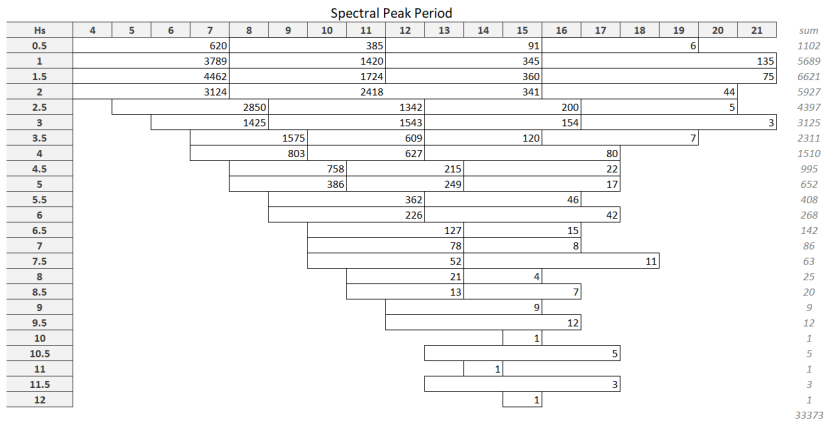 Spectral Peak Period
Hs 4 5 6 7 8 9 10 11 12 13 14 15 16 17 18 19 20 21 sum
0.5 620 385 91 6 1102
1 3789 1420 345 135 5689
1.5 4462 1724 360 75 6621
2 3124 2418 341 44 5927
2.5 2850 1342 200 5 4397
3 1425 1543 154 3 3125
3.5 1575 609 120 7 2311
4 803 627 80 1510
4.5 758 215 22 995
5 386 249 17 652
5.5 362 46 408
6 226 42 268
6.5 127 15 142
7 78 8 86
7.5 52 11 63
8 21 4 25
8.5 13 7 20
9 9 9
9.5 12 12
10 1 1
10.5 5 5
11 1 1
11.5 3 3
12 1 1
33373